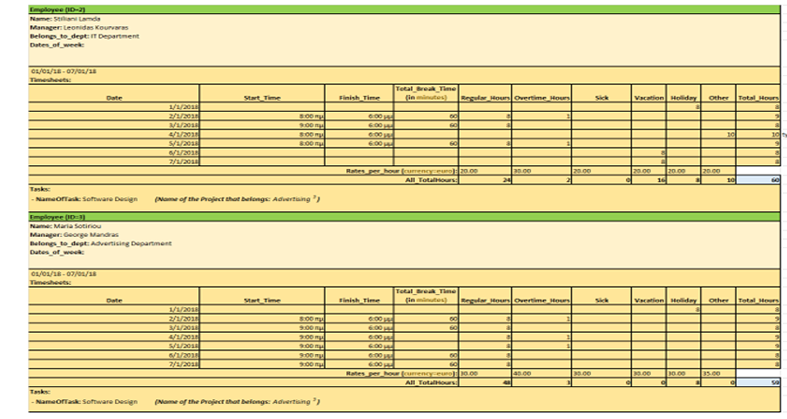 Employee (ID=2)
Name: Stiliani Lamda
Manager: Leonidas Kourvaras
Belongs_to_dept: IT Department
Dates_of_week:
01/01/18 - 07/01/18
Timesheets:
Total_Break_Time
Date Start_Time Finish_Time (in minutes) Regular_Hours Overtime_Hours Sick Vacation Holiday Other Total_Hours
1/1/2018 8 8
2/1/2018 8:00 πμ 6:00 μμ 60 8 1 9
3/1/2018 9:00 πμ 6:00 μμ 60 8 8
4/1/2018 8:00 πμ 6:00 μμ 10 10
5/1/2018 8:00 πμ 6:00 μμ 60 8 1 9
6/1/2018 8 8
7/1/2018 8 8
Rates_per_hour (currency:euro): 20.00 30.00 20.00 20.00 20.00 20.00
All_TotalHours: 24 2 0 16 8 10 60
Tasks:
- NameOfTask: Software Design (Name of the Project that belongs: Advertising )
Employee (ID=3)
Name: Maria Sotiriou
Manager: George Mandras
Belongs_to_dept: Advertising Department
Dates_of_week:
01/01/18 - 07/01/18
Timesheets:
Total_Break_Time
Date Start_Time Finish_Time (in minutes) Regular_Hours Overtime_Hours Sick Vacation Holiday Other Total_Hours
1/1/2018 8 8
2/1/2018 8:00 πμ 6:00 μμ 60 8 1 9
3/1/2018 9:00 πμ 6:00 μμ 60 8 8
4/1/2018 9:00 πμ 6:00 μμ 8 1 9
5/1/2018 9:00 πμ 6:00 μμ 8 1 9
6/1/2018 9:00 πμ 6:00 μμ 60 8 8
7/1/2018 9:00 πμ 6:00 μμ 60 8 8
Rates_per_hour (currency:euro): 30.00 40.00 30.00 30.00 30.00 35.00
All_TotalHours: 48 3 0 0 8 0 59
Tasks:
- NameOfTask: Software Design (Name of the Project that belongs: Advertising )